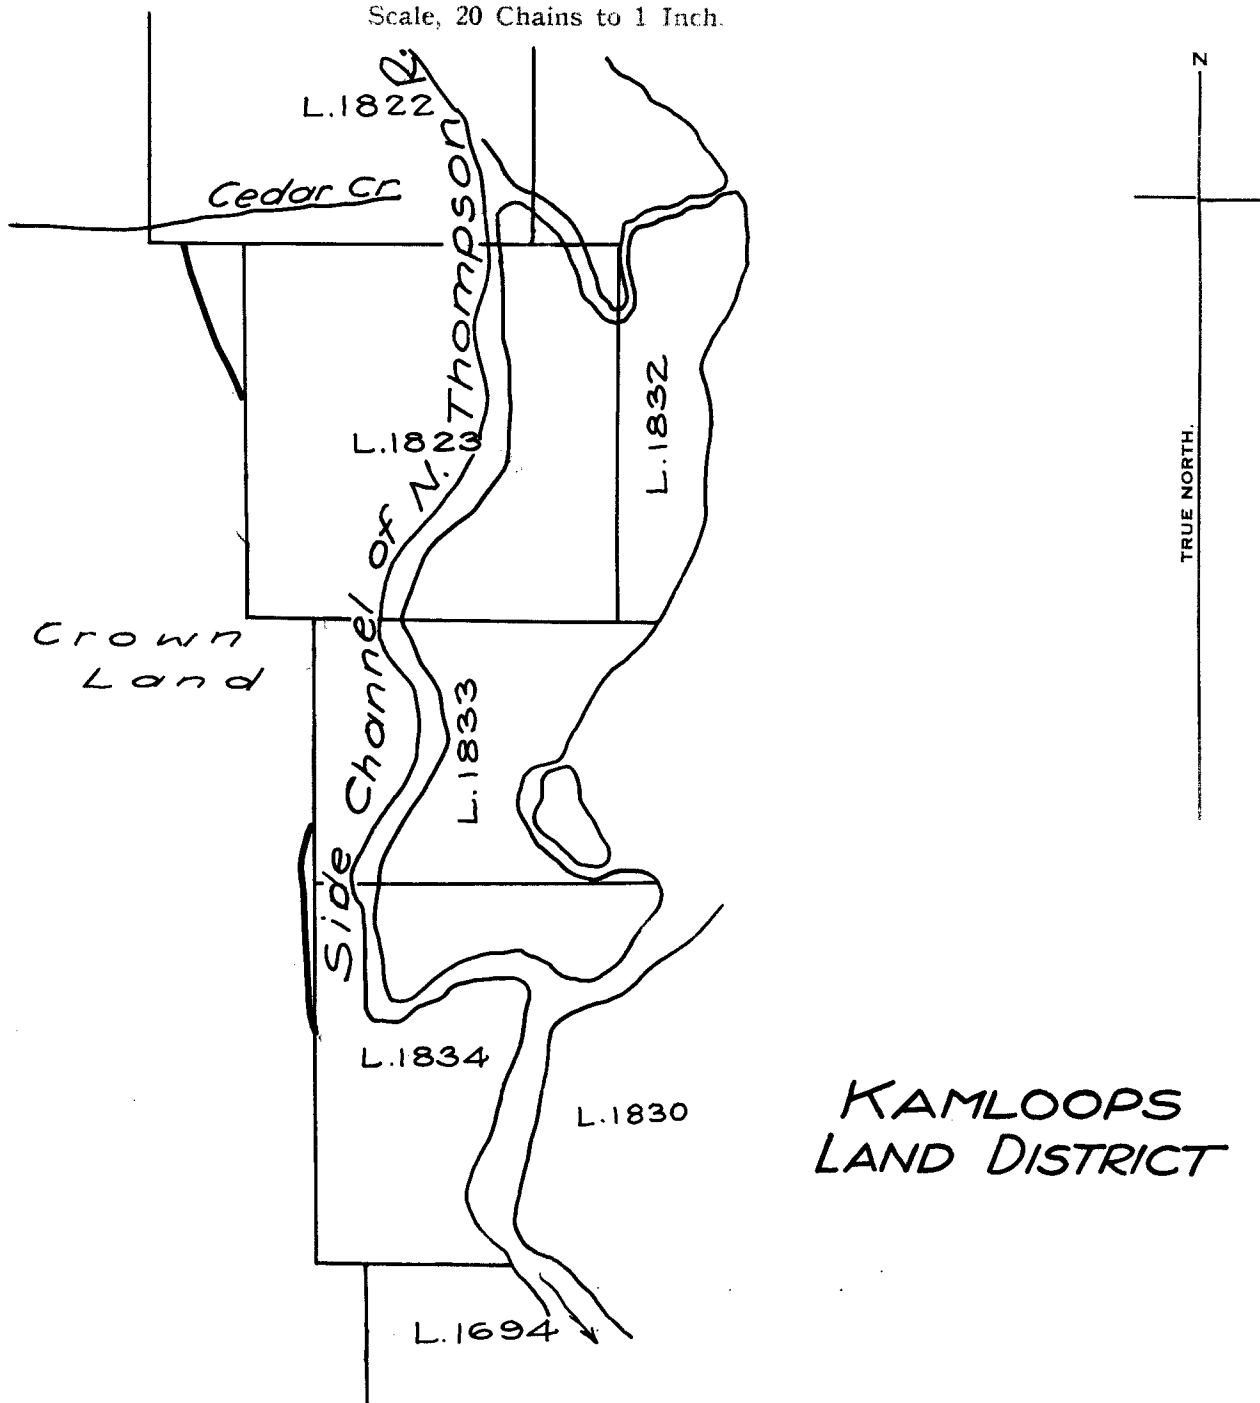 Scale, 20 Chains to 1 Inch.
N
L.1822
Cedar Cr.
Side Channel of N. Thompson R.
L.1832
L.1823
TRUE NORTH.
Crown
Land
L.1833
L.1834
L.1830
KAMLOOPS
LAND DISTRICT
L.1694